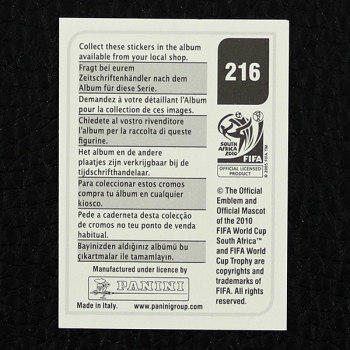 Collect these stickers in the album
available from your local shop.
Fragt bei eurem
Zeitschriftenhändler nach dem
Album für diese Serie.
Demandez à votre détaillant l'Album
pour la collection de ces images.
Chiedete al vostro rivenditore
l'album per la raccolta di queste
figurine.
Het album en de andere
plaatjes zijn verkrijgbaar bij de
tijdschrifthandelaar.
Para coleccionar estos cromos
compra tu álbum en cualquier
kiosco.
Pede a caderneta desta colecção
de cromos no teu ponto de venda
habitual.
Bayinizden aldığınız albümü bu
çıkartmalar ile tamamlayın.
Manufactured under licence by
PANINI
Made in Italy. www.paninigroup.com
216
SOUTH AFRICA
2010
FIFA
OFFICIAL LICENSED
PRODUCT
© The Official
Emblem and
Official Mascot
of the 2010
FIFA World Cup
South Africa™
and FIFA World
Cup Trophy are
copyrights and
trademarks of
FIFA. All rights
reserved.